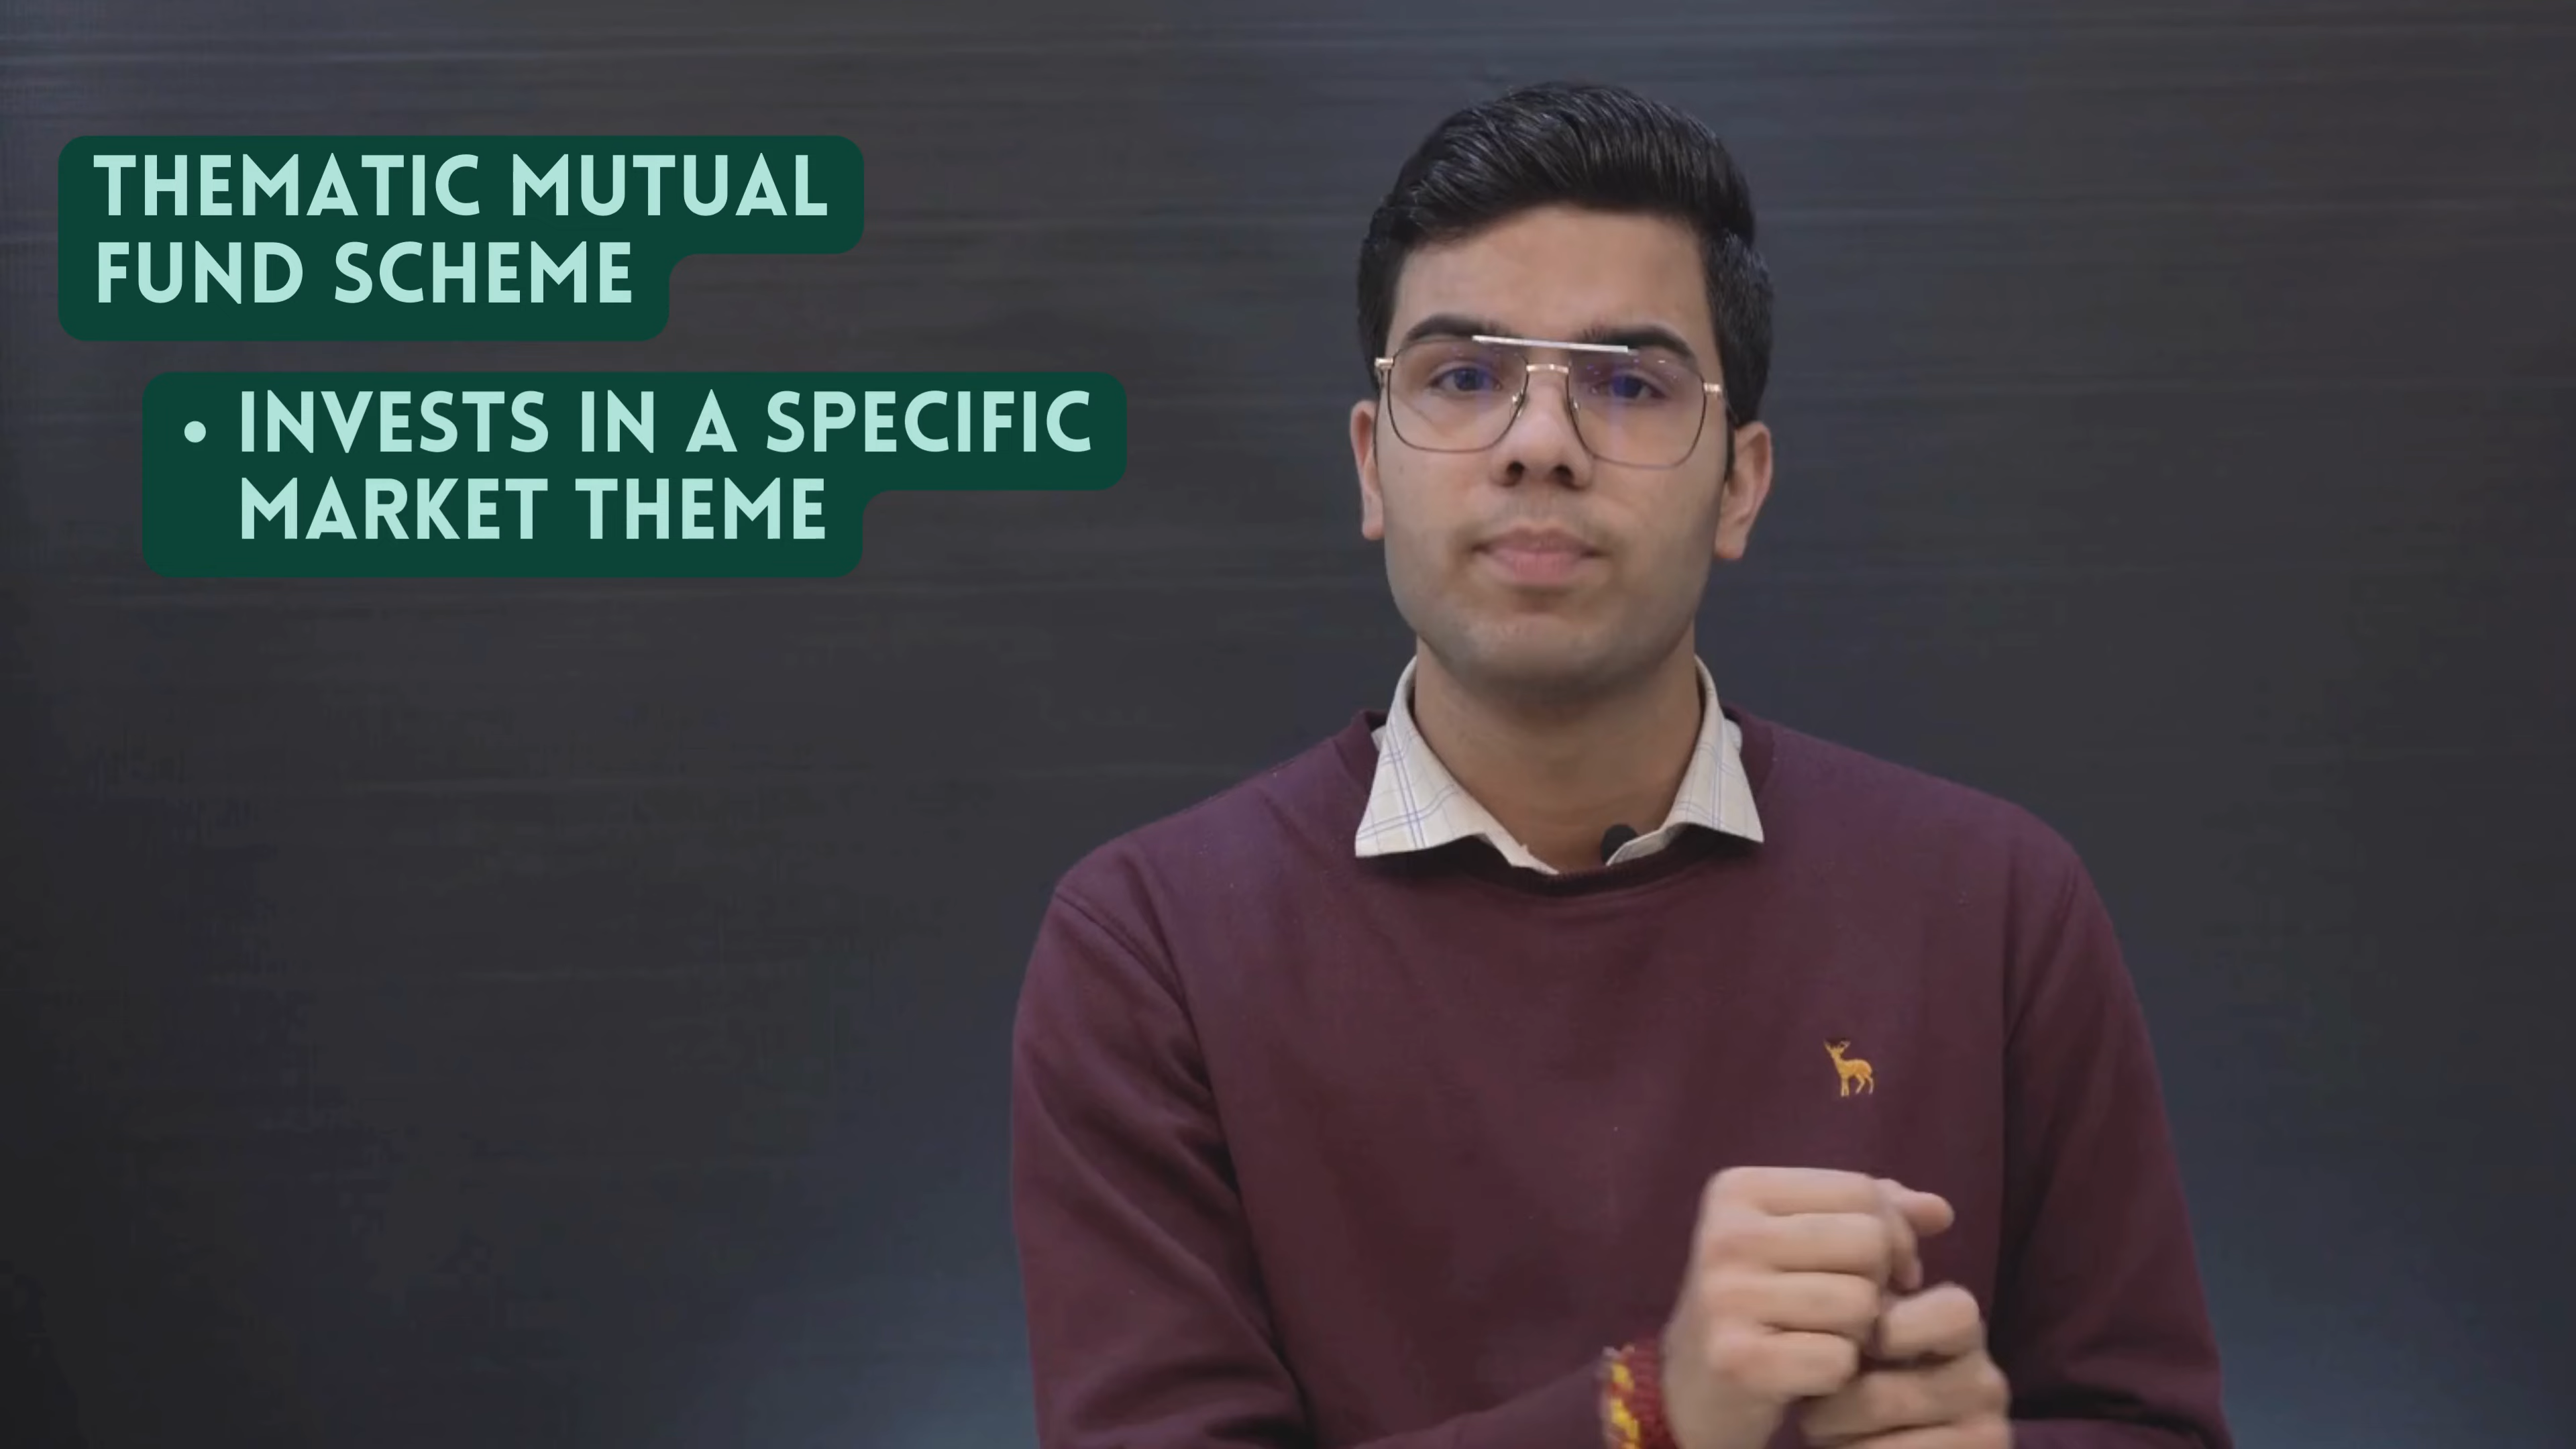 THEMATIC MUTUAL
FUND SCHEME
• INVESTS IN A SPECIFIC
MARKET THEME